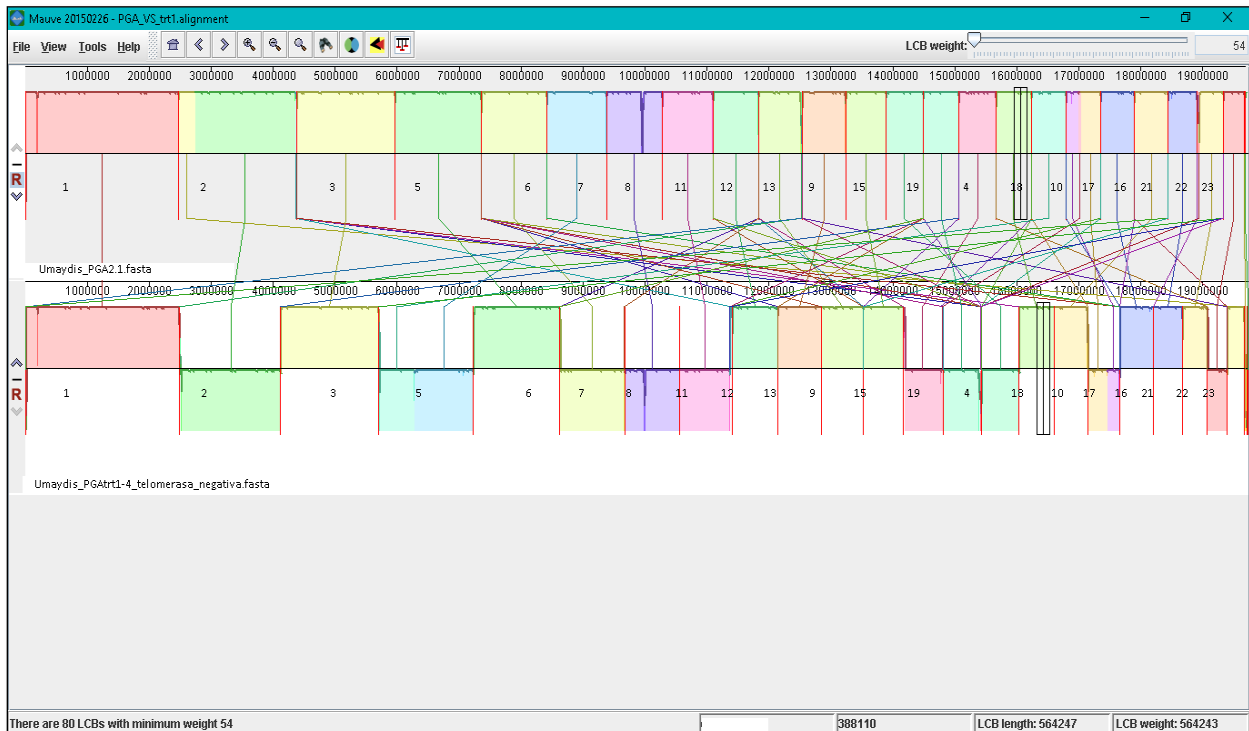 Mauve 20150226 - PGA_VS_trt1.alignment
File View Tools Help
LCB weight: 54
1000000 2000000 3000000 4000000 5000000 6000000 7000000 8000000 9000000 10000000 11000000 12000000 13000000 14000000 15000000 16000000 17000000 18000000 19000000
R
1 2 3 5 6 7 8 11 12 13 9 15 19 4 18 10 17 16 21 22 23
Umaydis_PGA2.1.fasta
1000000 2000000 3000000 4000000 5000000 6000000 7000000 8000000 9000000 10000000 11000000 12000000 13000000 14000000 15000000 16000000 17000000 18000000 19000000
R
1 2 3 5 6 7 8 11 12 13 9 15 19 4 18 10 17 16 21 22 23
Umaydis_PGAtrt1-4_telomerasa_negativa.fasta
There are 80 LCBs with minimum weight 54 388110 LCB length: 564247 LCB weight: 564243